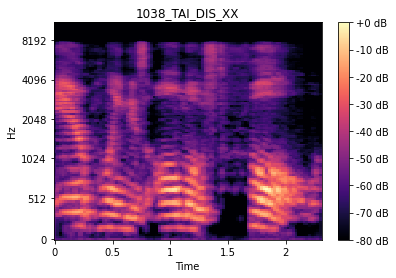 1038_TAI_DIS_XX
Hz
8192
4096
2048
1024
512
0
0
0.5
1
1.5
2
Time
+0 dB
-10 dB
-20 dB
-30 dB
-40 dB
-50 dB
-60 dB
-70 dB
-80 dB